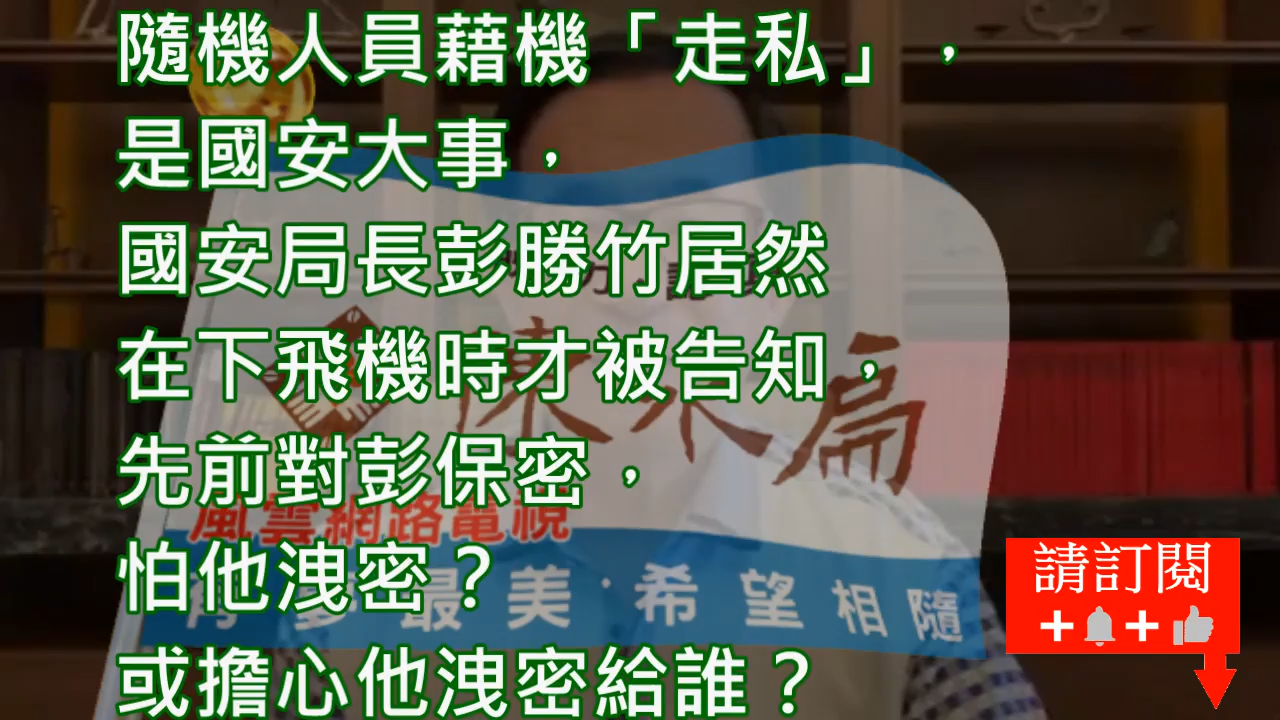 隨機人員藉機「走私」，
是國安大事，
國安局長彭勝竹居然
在下飛機時才被告知，
先前對彭保密，
怕他洩密？
或擔心他洩密給誰？
陳水扁
風雲網路電視
最美·希望相隨
請訂閱
+ +